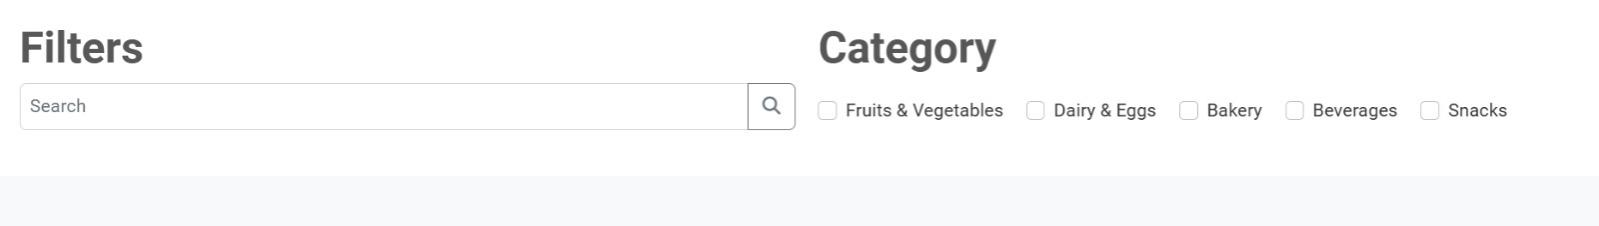 Filters
Category
Search
Fruits & Vegetables
Dairy & Eggs
Bakery
Beverages
Snacks